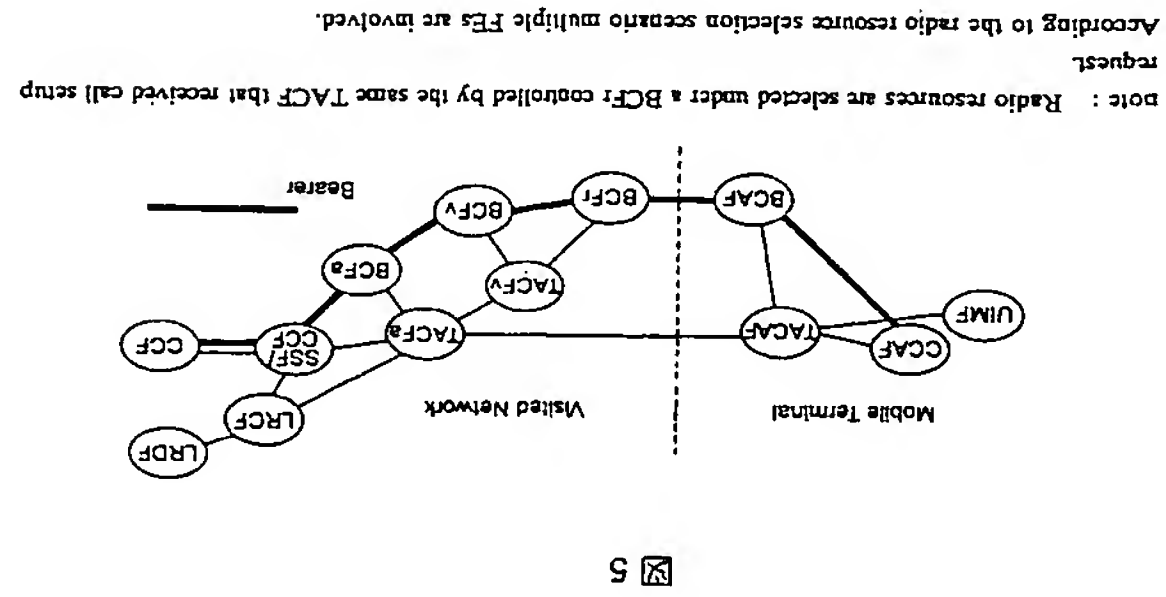 図 5
Mobile Terminal
Visited Network
LRDF
LRCF
UIMF
CCAF
TACAF
TACFa
SSF/
CCF
CCF
TACFv
BCFa
BCAF
BCFr
BCFv
Bearer
note : Radio resources are selected under a BCFr controlled by the same TACF that received call setup
request.
According to the radio resource selection scenario multiple FEs are involved.